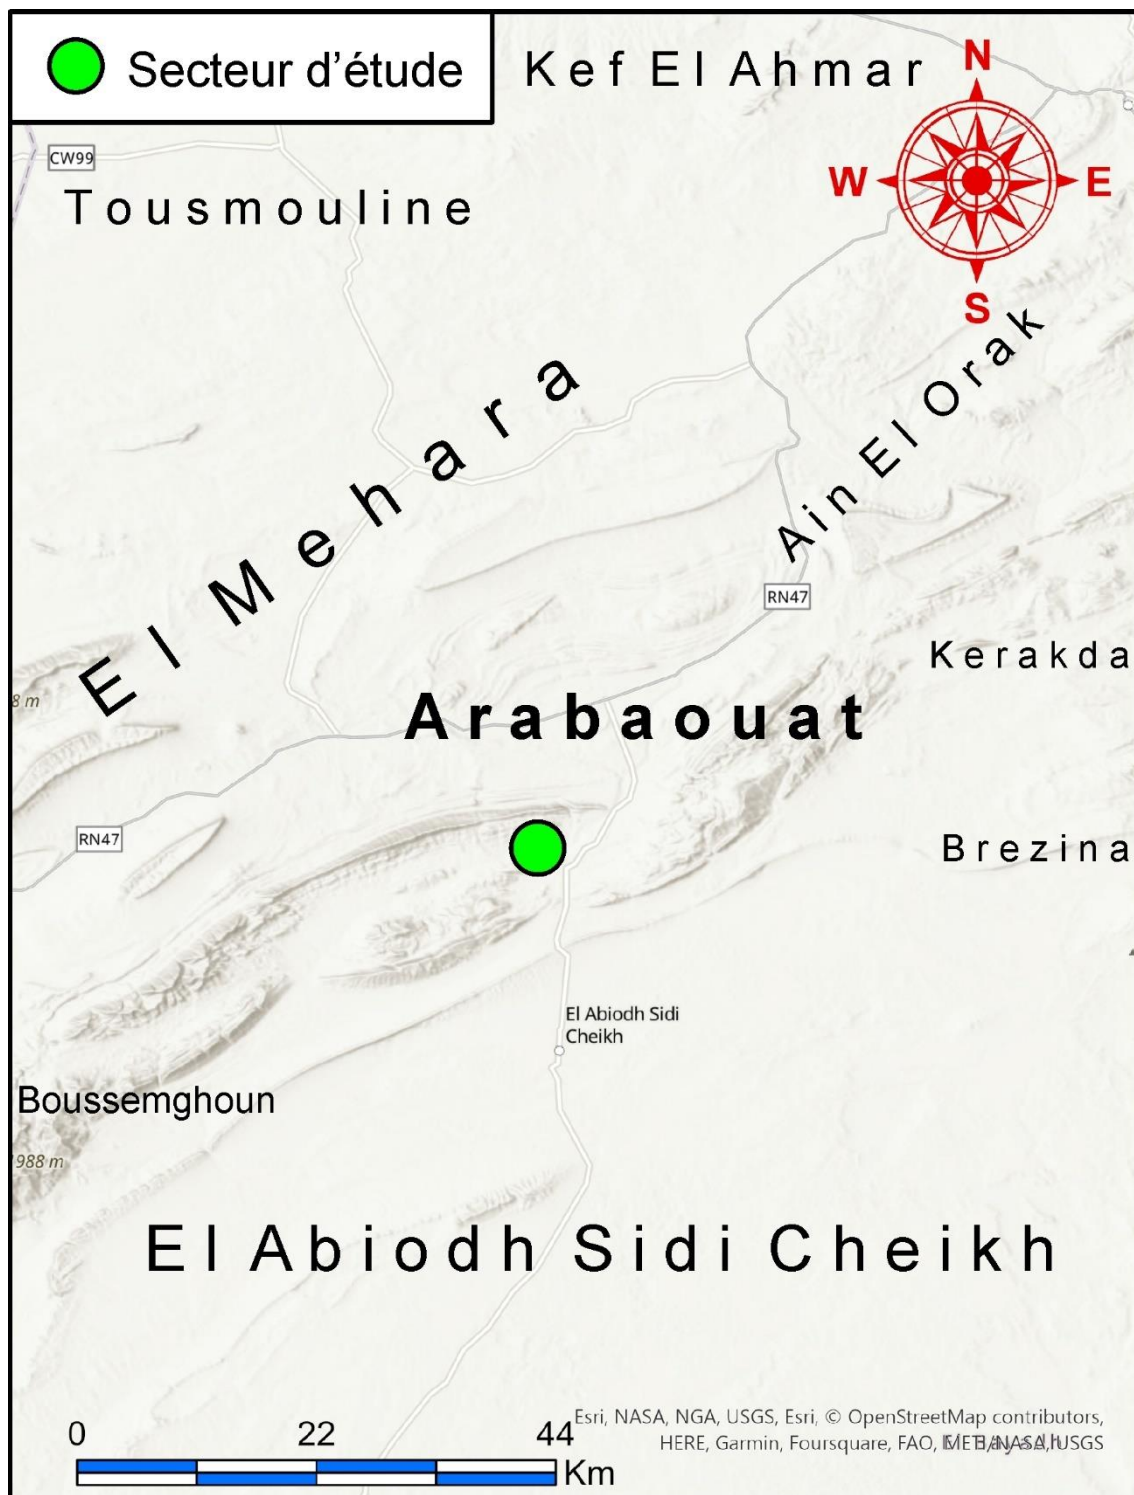 Secteur d'étude
Kef El Ahmar
N
W
E
S
CW99
Tousmouline
El Mehara
Ain El Orak
RN47
Kerakda
8 m
Arabaouat
RN47
Brezina
El Abiodh Sidi
Cheikh
Boussemghoun
1988 m
El Abiodh Sidi Cheikh
0 22 44
Km
Esri, NASA, NGA, USGS, Esri, © OpenStreetMap contributors,
HERE, Garmin, Foursquare, FAO, METI/NASA, USGS